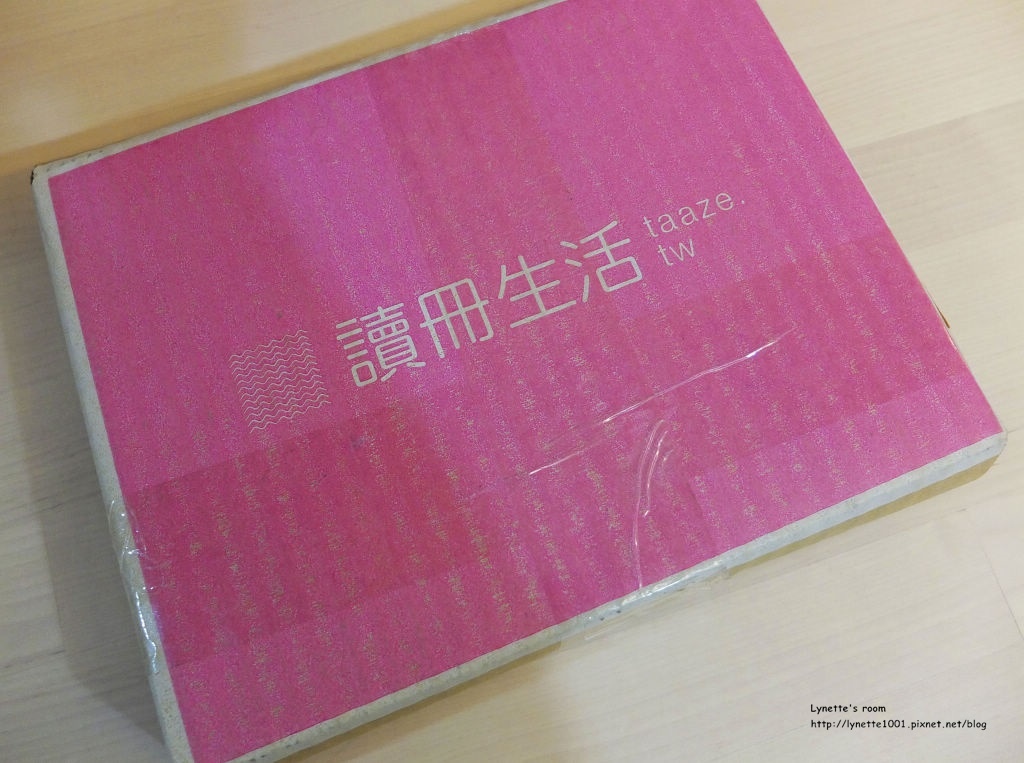 讀冊生活 taaze.
tw
Lynette's room
http://lynette1001.pixnet.net/blog